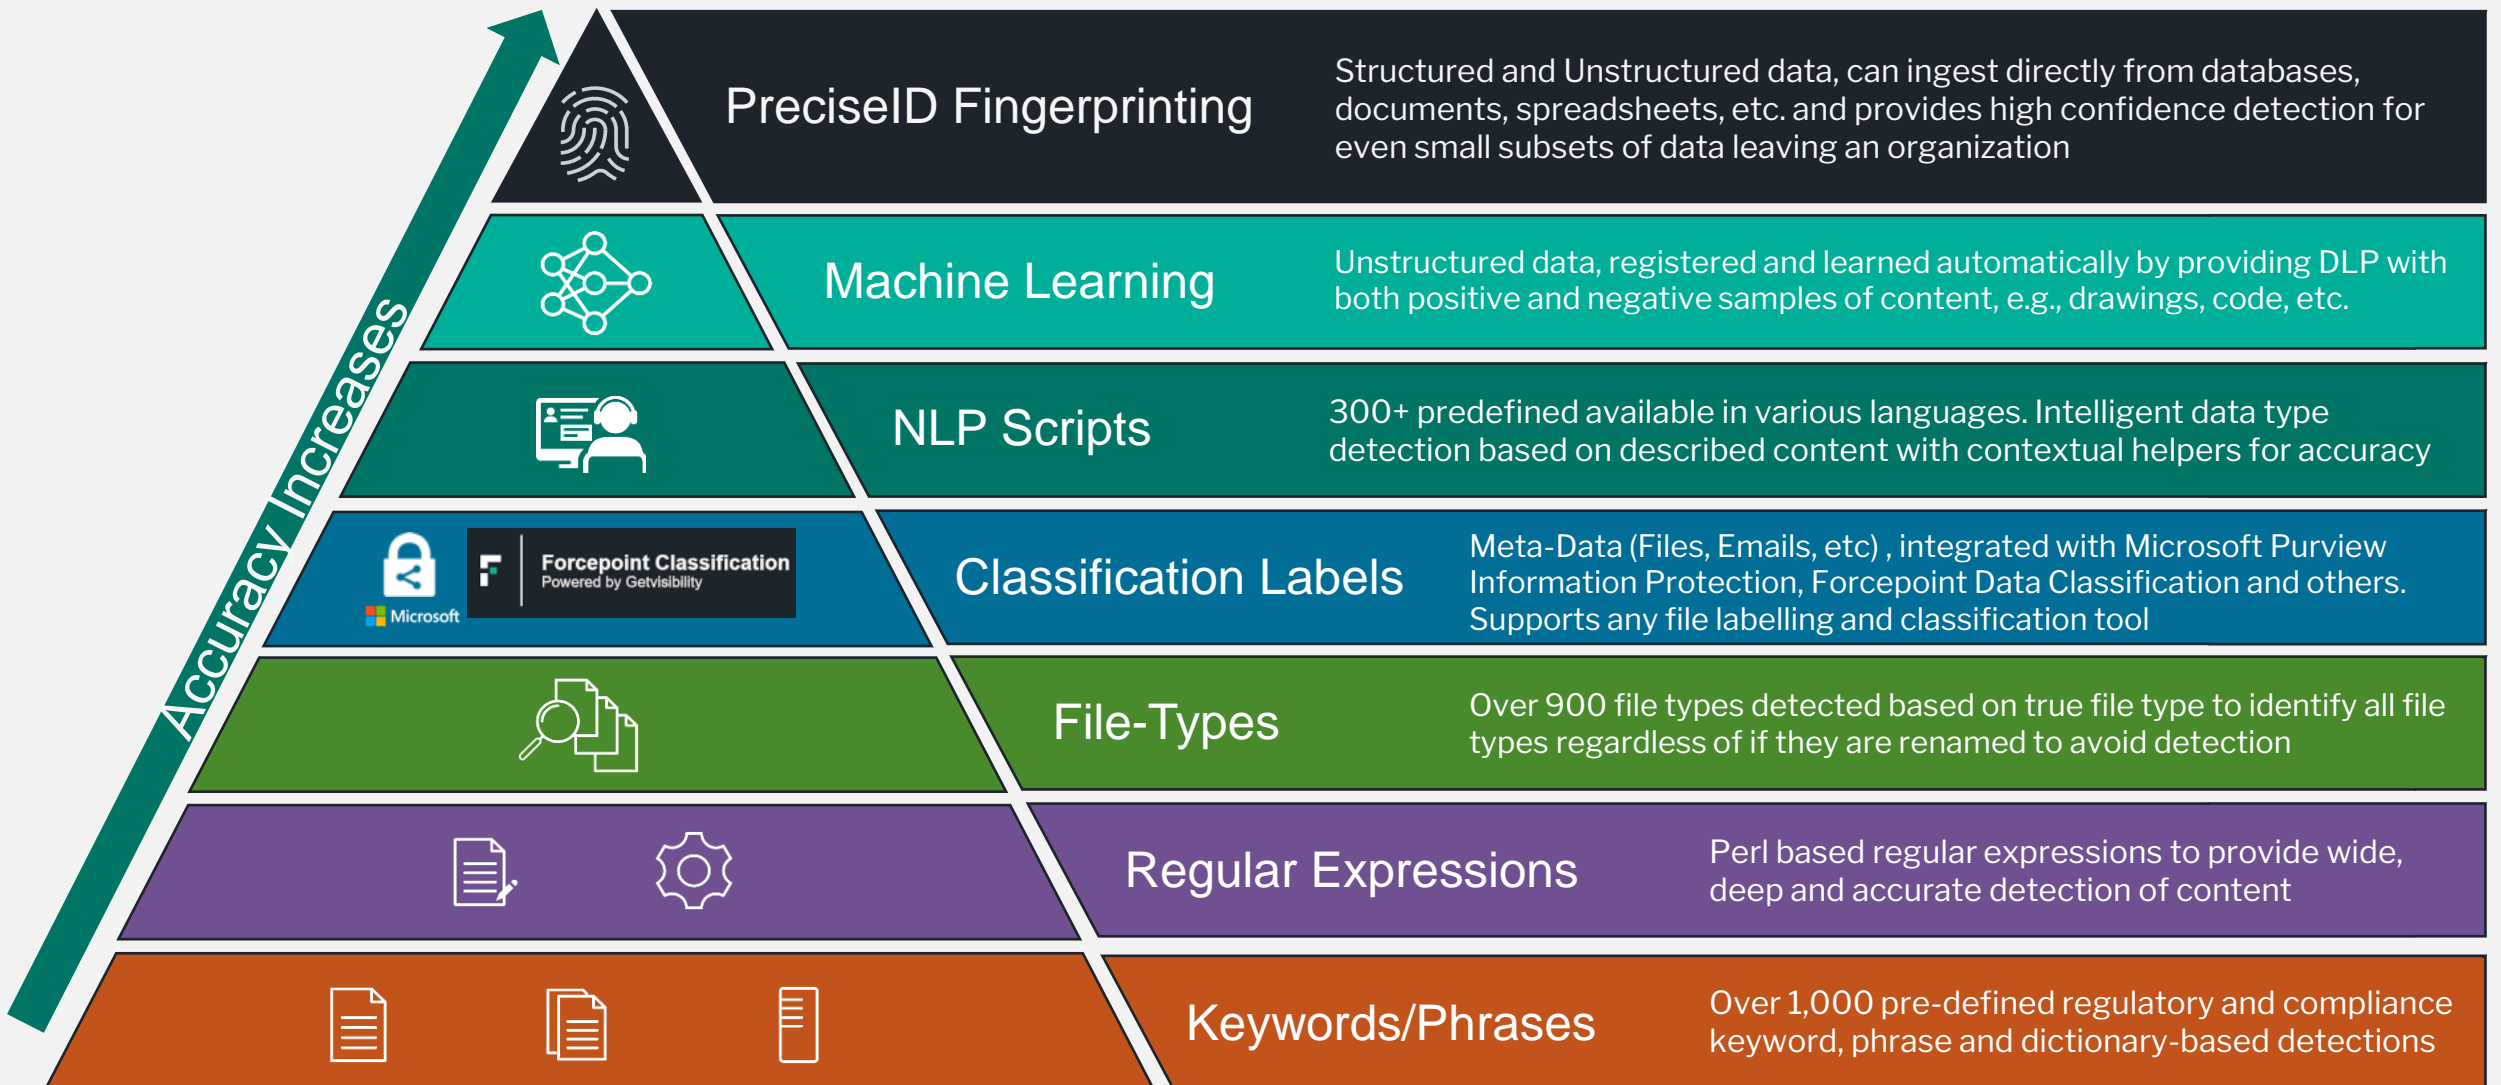 PreciseID Fingerprinting
Structured and Unstructured data, can ingest directly from databases,
documents, spreadsheets, etc. and provides high confidence detection for
even small subsets of data leaving an organization
Machine Learning
Unstructured data, registered and learned automatically by providing DLP with
both positive and negative samples of content, e.g., drawings, code, etc.
Accuracy Increases
NLP Scripts
300+ predefined available in various languages. Intelligent data type
detection based on described content with contextual helpers for accuracy
Microsoft
Forcepoint Classification
Powered by Getvisibility
Classification Labels
Meta-Data (Files, Emails, etc) , integrated with Microsoft Purview
Information Protection, Forcepoint Data Classification and others.
Supports any file labelling and classification tool
File-Types
Over 900 file types detected based on true file type to identify all file
types regardless of if they are renamed to avoid detection
Regular Expressions
Perl based regular expressions to provide wide,
deep and accurate detection of content
Keywords/Phrases
Over 1,000 pre-defined regulatory and compliance
keyword, phrase and dictionary-based detections